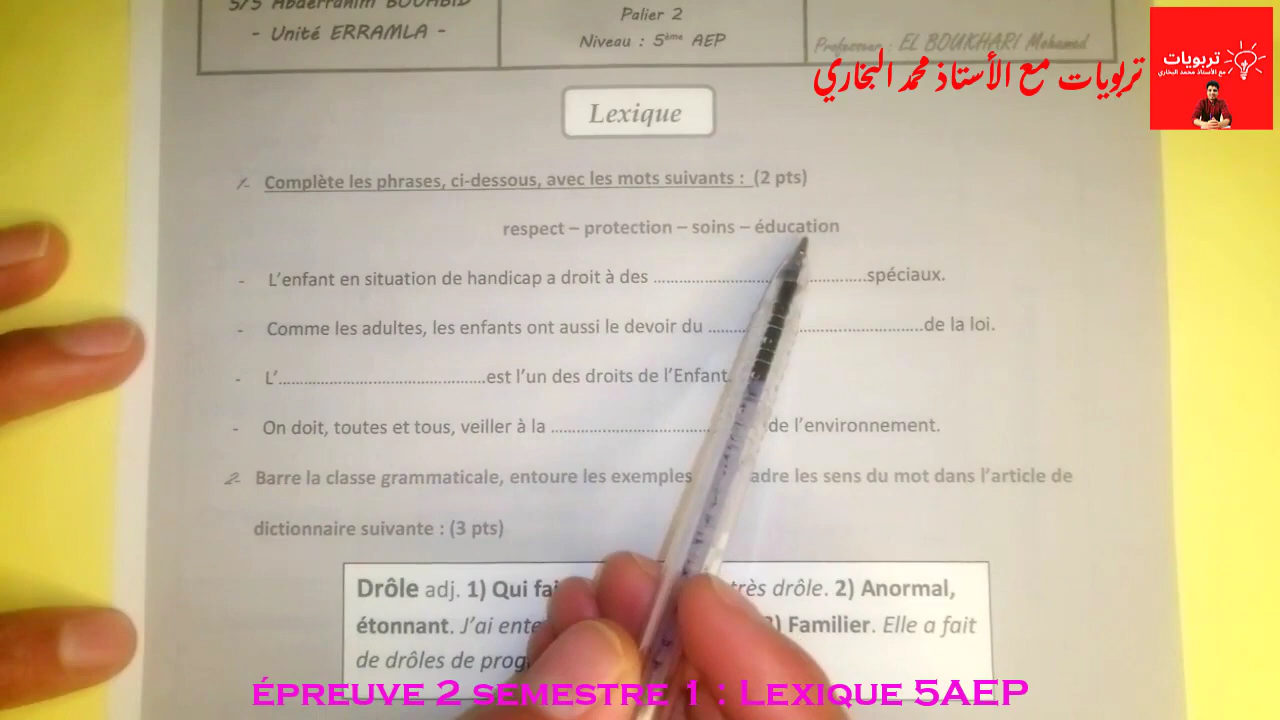 S/S Abderrahim BOUABID
- Unité ERRAMLA -
Palier 2
Niveau : 5ème AEP
Professeur : EL BOUKHARI Mohamed
تربويات مع الأستاذ محمد البخاري
تربويات
مع الأستاذ محمد البخاري
Lexique
1- Complète les phrases, ci-dessous, avec les mots suivants : (2 pts)
respect – protection – soins – éducation
- L'enfant en situation de handicap a droit à des ........................................spéciaux.
- Comme les adultes, les enfants ont aussi le devoir du ........................................de la loi.
- L'........................................est l'un des droits de l'Enfant.
- On doit, toutes et tous, veiller à la ................................ de l'environnement.
2- Barre la classe grammaticale, entoure les exemples adre les sens du mot dans l'article de
dictionnaire suivante : (3 pts)
Drôle adj. 1) Qui fai très drôle. 2) Anormal,
étonnant. J'ai ente ) Familier. Elle a fait
de drôles de prog
épreuve 2 semestre 1 : Lexique 5AEP